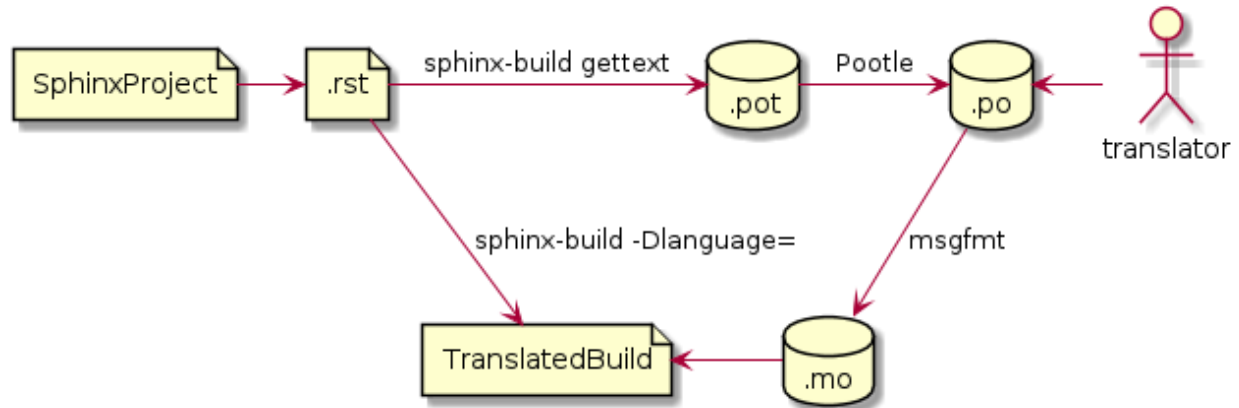 SphinxProject
.rst
sphinx-build gettext
.pot
Pootle
.po
translator
sphinx-build -Dlanguage=
msgfmt
TranslatedBuild
.mo